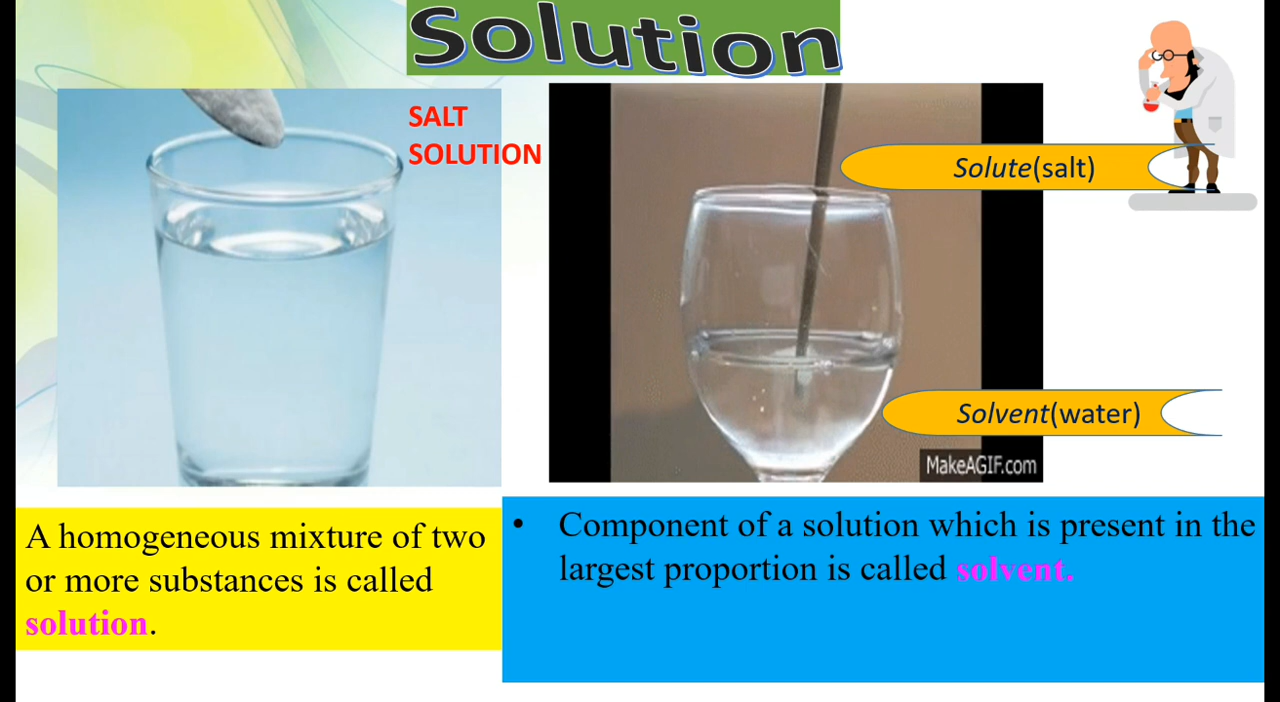 Solution
SALT
SOLUTION
Solute(salt)
Solvent(water)
MakeAGIF.com
A homogeneous mixture of two
or more substances is called
solution.
• Component of a solution which is present in the
largest proportion is called solvent.